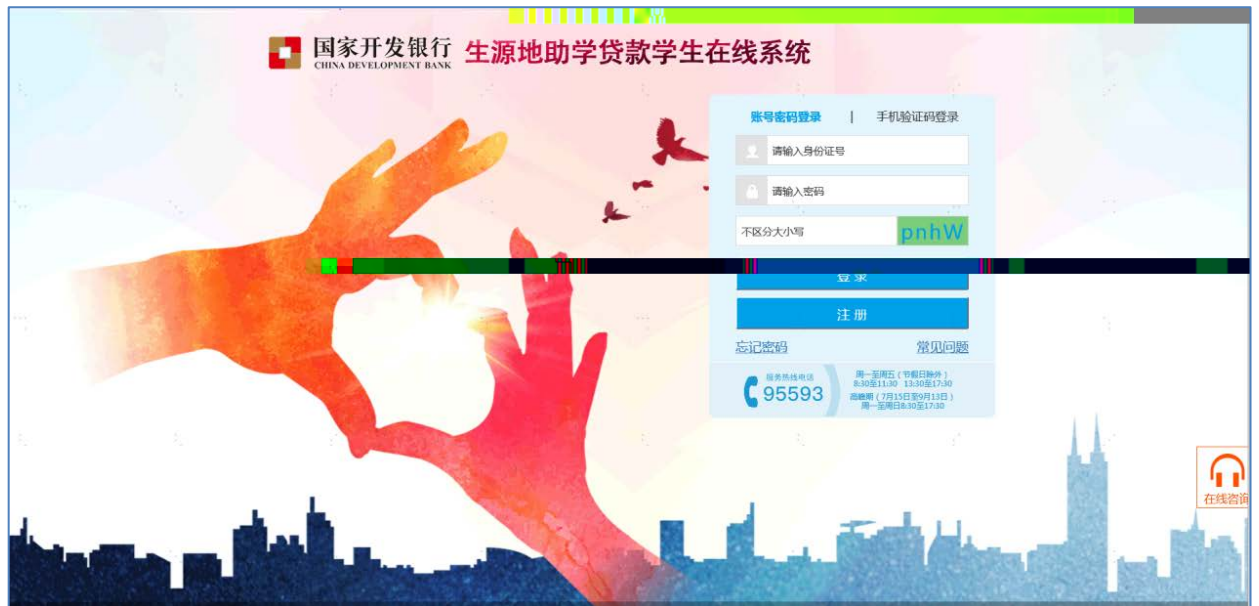 国家开发银行 生源地助学贷款学生在线系统
CHINA DEVELOPMENT BANK
账号密码登录 | 手机验证码登录
请输入身份证号
请输入密码
不区分大小写 pnhW
登 录
注 册
忘记密码 常见问题
服务热线电话
95593
周一至周五（节假日除外）
8:30至11:30 13:30至17:30
高峰期（7月15日至9月13日）
周一至周日8:30至17:30
在线咨询